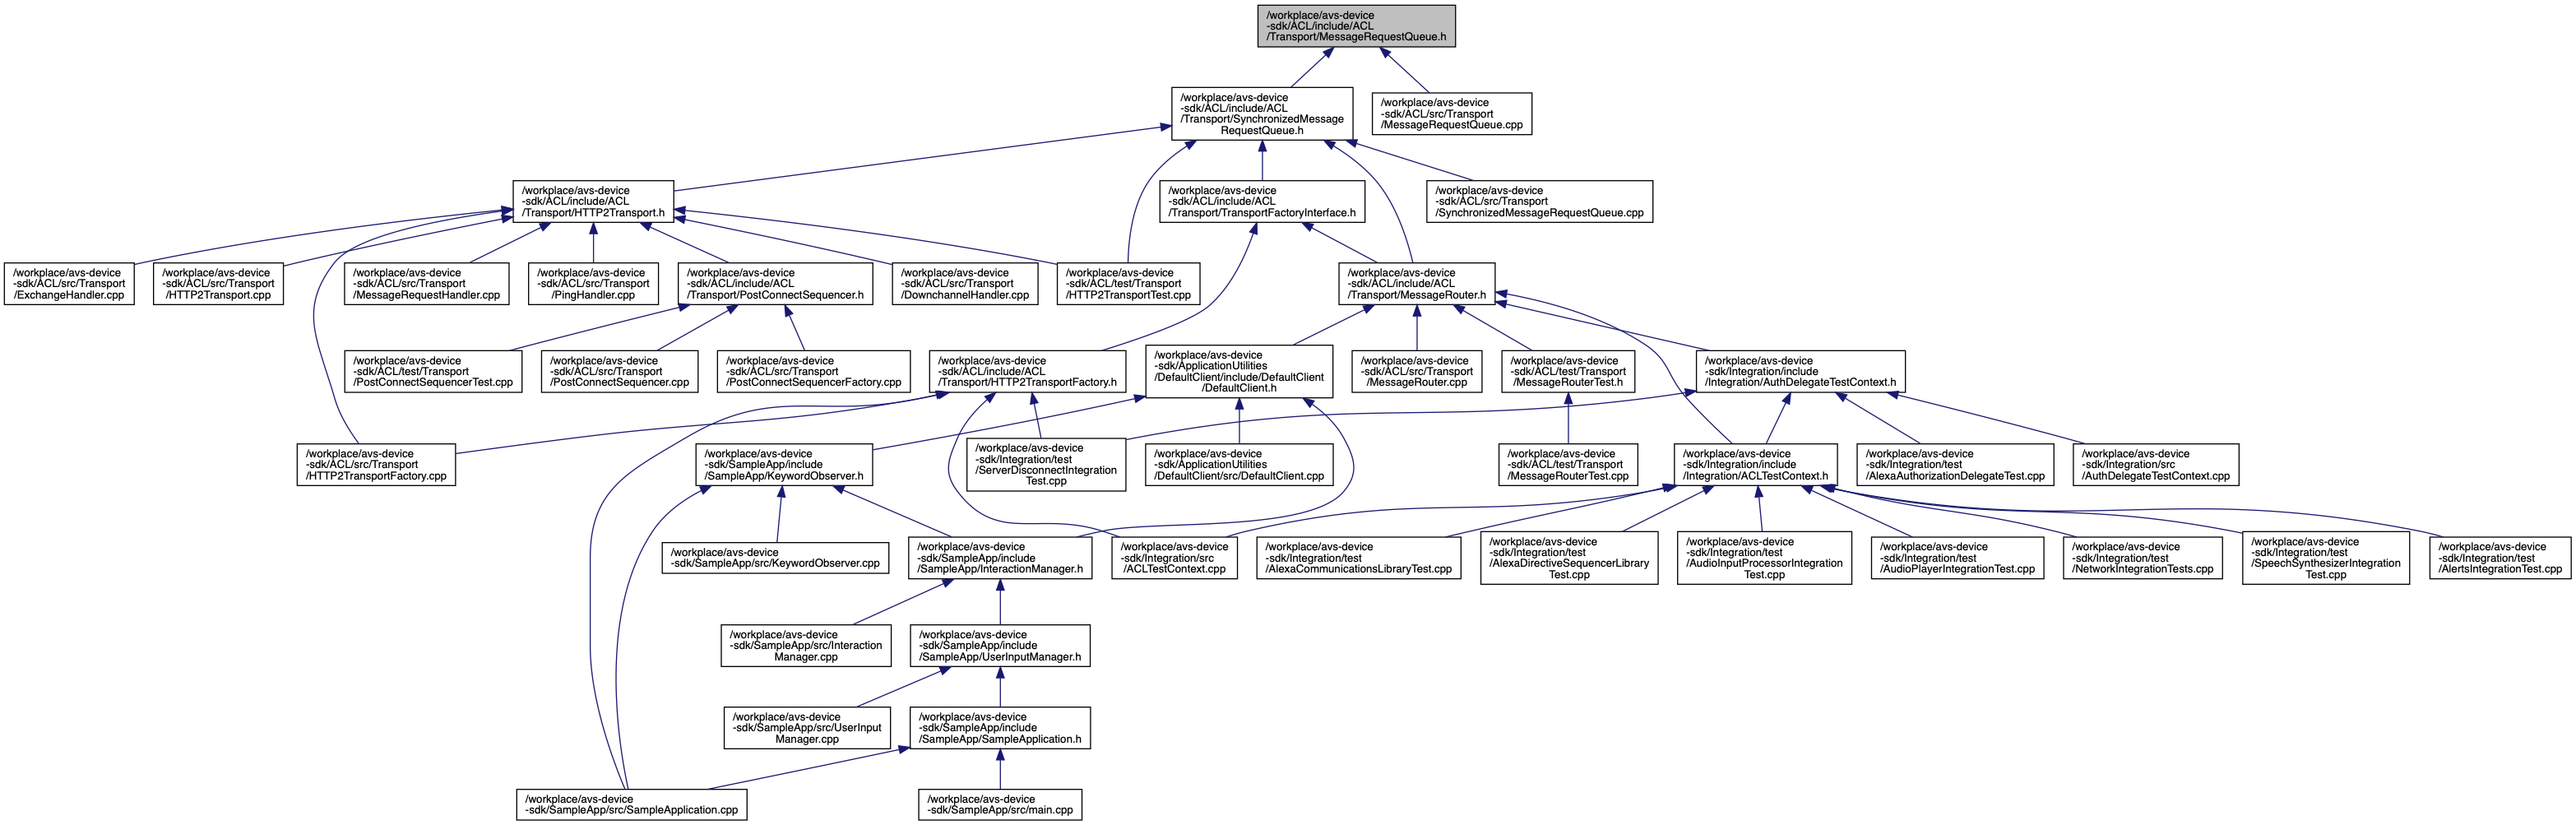 /workplace/avs-device
-sdk/ACL/include/ACL
/Transport/MessageRequestQueue.h
/workplace/avs-device
-sdk/ACL/include/ACL
/Transport/SynchronizedMessage
RequestQueue.h
/workplace/avs-device
-sdk/ACL/src/Transport
/MessageRequestQueue.cpp
/workplace/avs-device
-sdk/ACL/include/ACL
/Transport/HTTP2Transport.h
/workplace/avs-device
-sdk/ACL/include/ACL
/Transport/TransportFactoryInterface.h
/workplace/avs-device
-sdk/ACL/src/Transport
/SynchronizedMessageRequestQueue.cpp
/workplace/avs-device
-sdk/ACL/src/Transport
/ExchangeHandler.cpp
/workplace/avs-device
-sdk/ACL/src/Transport
/HTTP2Transport.cpp
/workplace/avs-device
-sdk/ACL/src/Transport
/MessageRequestHandler.cpp
/workplace/avs-device
-sdk/ACL/src/Transport
/PingHandler.cpp
/workplace/avs-device
-sdk/ACL/include/ACL
/Transport/PostConnectSequencer.h
/workplace/avs-device
-sdk/ACL/src/Transport
/DownchannelHandler.cpp
/workplace/avs-device
-sdk/ACL/test/Transport
/HTTP2TransportTest.cpp
/workplace/avs-device
-sdk/ACL/include/ACL
/Transport/MessageRouter.h
/workplace/avs-device
-sdk/ACL/test/Transport
/PostConnectSequencerTest.cpp
/workplace/avs-device
-sdk/ACL/src/Transport
/PostConnectSequencer.cpp
/workplace/avs-device
-sdk/ACL/src/Transport
/PostConnectSequencerFactory.cpp
/workplace/avs-device
-sdk/ACL/include/ACL
/Transport/HTTP2TransportFactory.h
/workplace/avs-device
-sdk/ApplicationUtilities
/DefaultClient/include/DefaultClient
/DefaultClient.h
/workplace/avs-device
-sdk/ACL/src/Transport
/MessageRouter.cpp
/workplace/avs-device
-sdk/ACL/test/Transport
/MessageRouterTest.h
/workplace/avs-device
-sdk/Integration/include
/Integration/AuthDelegateTestContext.h
/workplace/avs-device
-sdk/ACL/src/Transport
/HTTP2TransportFactory.cpp
/workplace/avs-device
-sdk/SampleApp/include
/SampleApp/KeywordObserver.h
/workplace/avs-device
-sdk/Integration/test
/ServerDisconnectIntegration
Test.cpp
/workplace/avs-device
-sdk/ApplicationUtilities
/DefaultClient/src/DefaultClient.cpp
/workplace/avs-device
-sdk/ACL/test/Transport
/MessageRouterTest.cpp
/workplace/avs-device
-sdk/Integration/include
/Integration/ACLTestContext.h
/workplace/avs-device
-sdk/Integration/test
/AlexaAuthorizationDelegateTest.cpp
/workplace/avs-device
-sdk/Integration/src
/AuthDelegateTestContext.cpp
/workplace/avs-device
-sdk/SampleApp/src/KeywordObserver.cpp
/workplace/avs-device
-sdk/SampleApp/include
/SampleApp/InteractionManager.h
/workplace/avs-device
-sdk/Integration/src
/ACLTestContext.cpp
/workplace/avs-device
-sdk/Integration/test
/AlexaCommunicationsLibraryTest.cpp
/workplace/avs-device
-sdk/Integration/test
/AlexaDirectiveSequencerLibrary
Test.cpp
/workplace/avs-device
-sdk/Integration/test
/AudioInputProcessorIntegration
Test.cpp
/workplace/avs-device
-sdk/Integration/test
/AudioPlayerIntegrationTest.cpp
/workplace/avs-device
-sdk/Integration/test
/NetworkIntegrationTests.cpp
/workplace/avs-device
-sdk/Integration/test
/SpeechSynthesizerIntegration
Test.cpp
/workplace/avs-device
-sdk/Integration/test
/AlertsIntegrationTest.cpp
/workplace/avs-device
-sdk/SampleApp/src/Interaction
Manager.cpp
/workplace/avs-device
-sdk/SampleApp/include
/SampleApp/UserInputManager.h
/workplace/avs-device
-sdk/SampleApp/src/UserInput
Manager.cpp
/workplace/avs-device
-sdk/SampleApp/include
/SampleApp/SampleApplication.h
/workplace/avs-device
-sdk/SampleApp/src/SampleApplication.cpp
/workplace/avs-device
-sdk/SampleApp/src/main.cpp